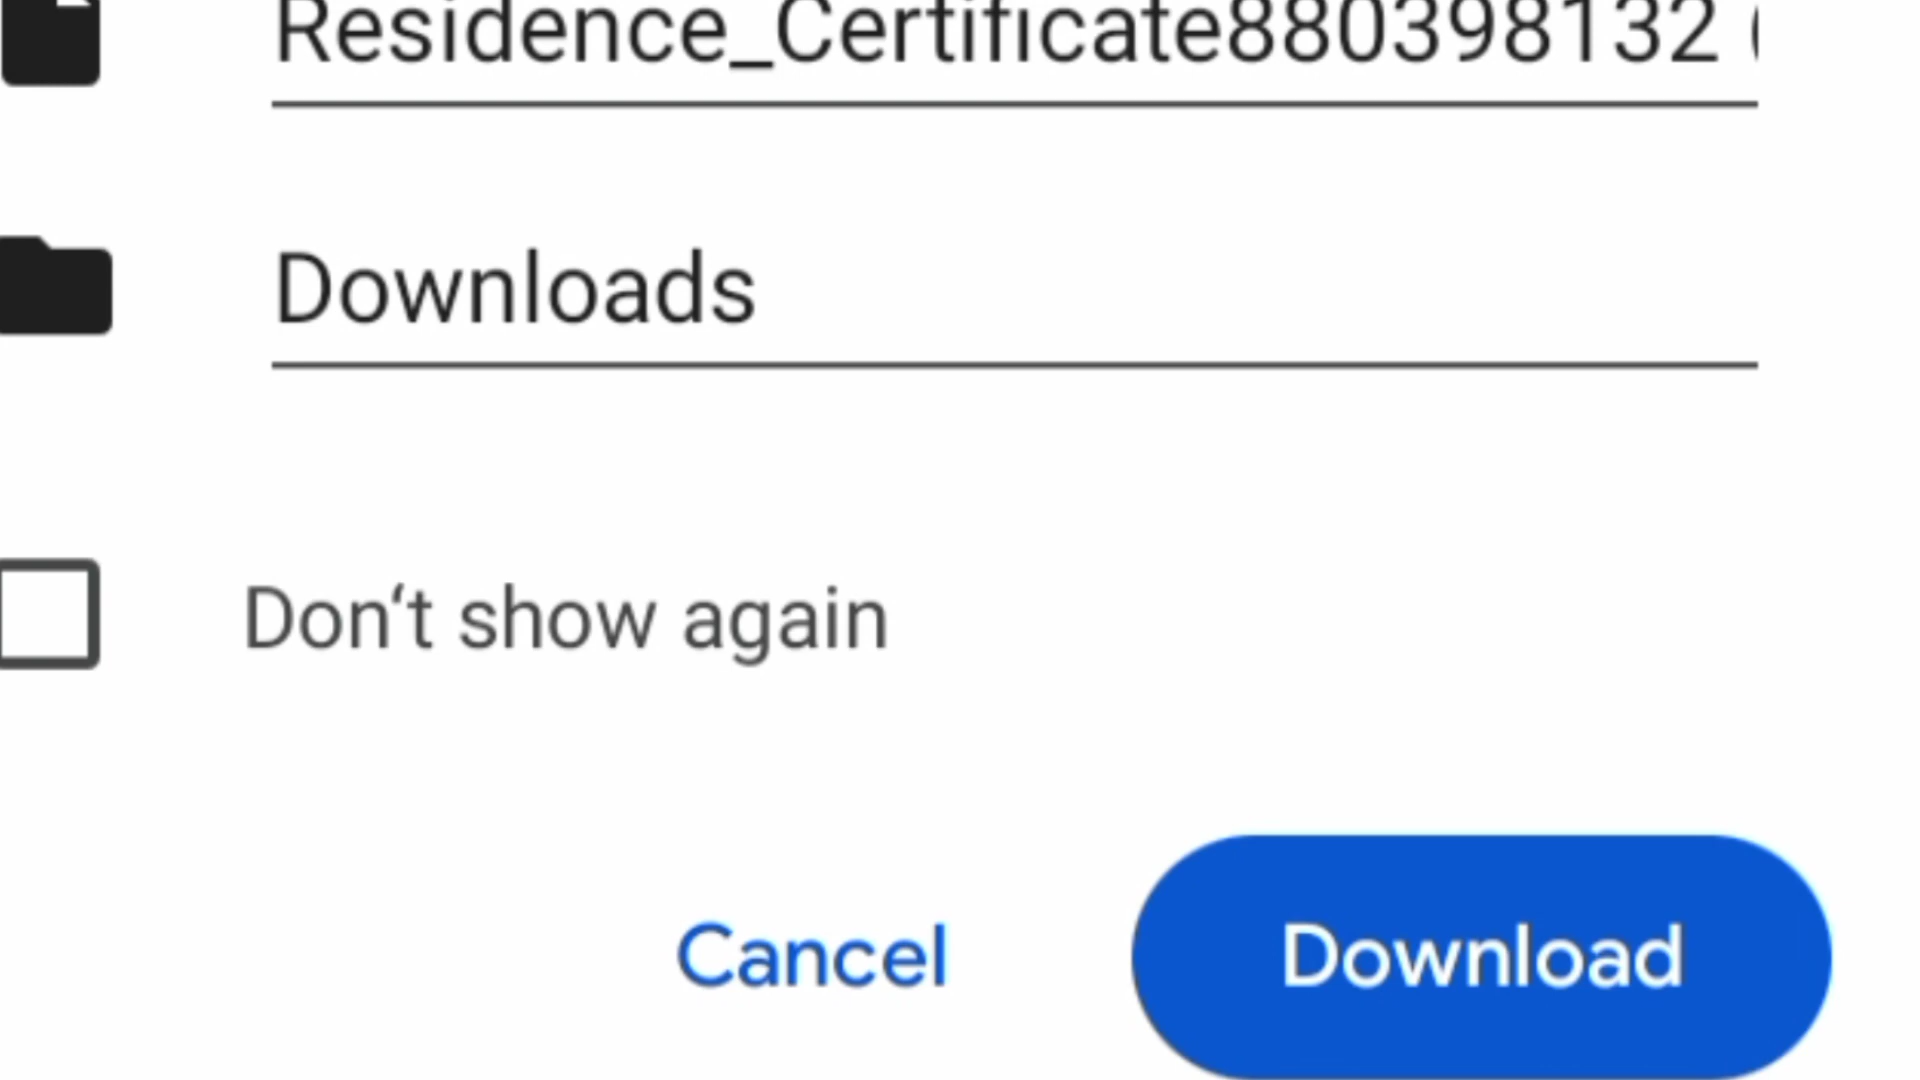 Residence_Certificate880398132 (
Downloads
Don‘t show again
Cancel
Download